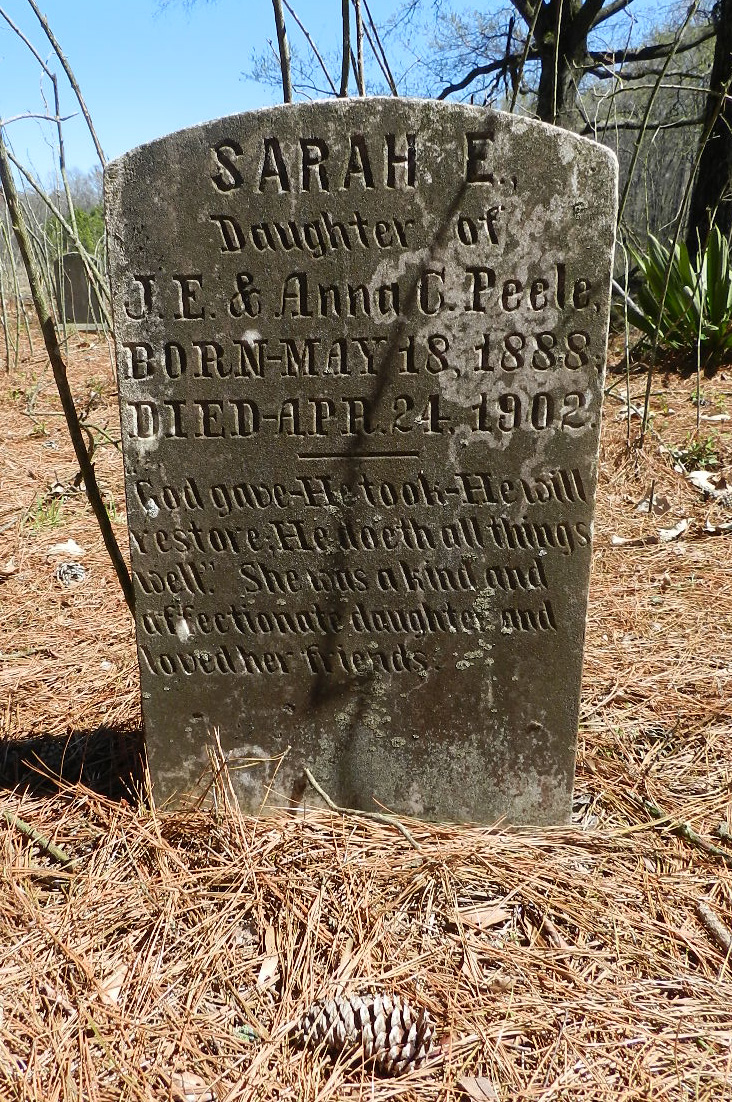 SARAH E.,
Daughter of
J.E. & Anna C. Peele,
BORN-MAY 18, 1888;
DIED-APR. 24, 1902.
God gave-He took-He will
restore, He doeth all things
well". She was a kind and
affectionate daughter and
loved her friends.